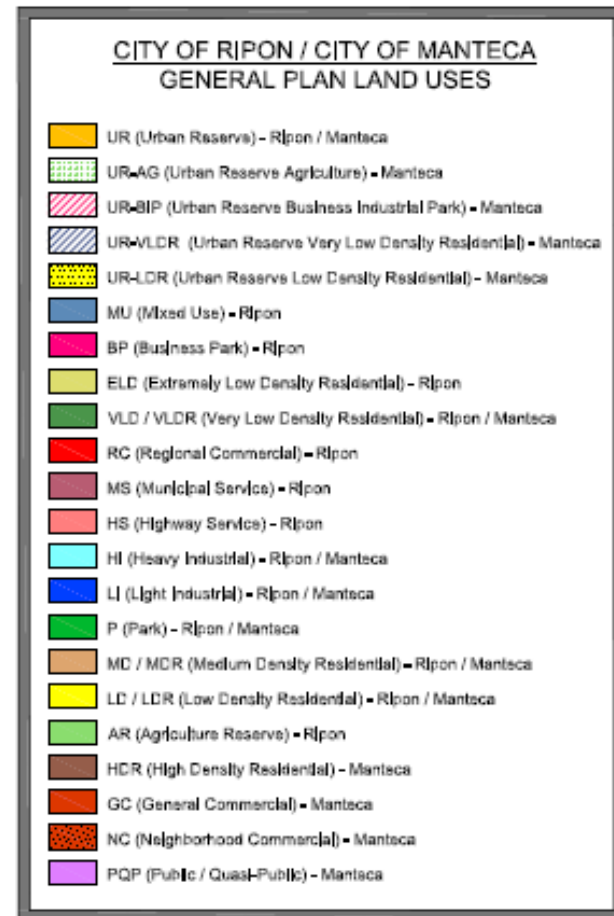 CITY OF RIPON / CITY OF MANTECA
GENERAL PLAN LAND USES
UR (Urban Reserve) - Ripon / Manteca
UR-AG (Urban Reserve Agriculture) - Manteca
UR-BIP (Urban Reserve Business Industrial Park) - Manteca
UR-VLDR (Urban Reserve Very Low Density Residential) - Manteca
UR-LDR (Urban Reserve Low Density Residential) - Manteca
MU (Mixed Use) - Ripon
BP (Business Park) - Ripon
ELD (Extremely Low Density Residential) - Ripon
VLD / VLDR (Very Low Density Residential) - Ripon / Manteca
RC (Regional Commercial) - Ripon
MS (Municipal Service) - Ripon
HS (Highway Service) - Ripon
HI (Heavy Industrial) - Ripon / Manteca
LI (Light Industrial) - Ripon / Manteca
P (Park) - Ripon / Manteca
MD / MDR (Medium Density Residential) - Ripon / Manteca
LD / LDR (Low Density Residential) - Ripon / Manteca
AR (Agriculture Reserve) - Ripon
HDR (High Density Residential) - Manteca
GC (General Commercial) - Manteca
NC (Neighborhood Commercial) - Manteca
PQP (Public / Quasi-Public) - Manteca